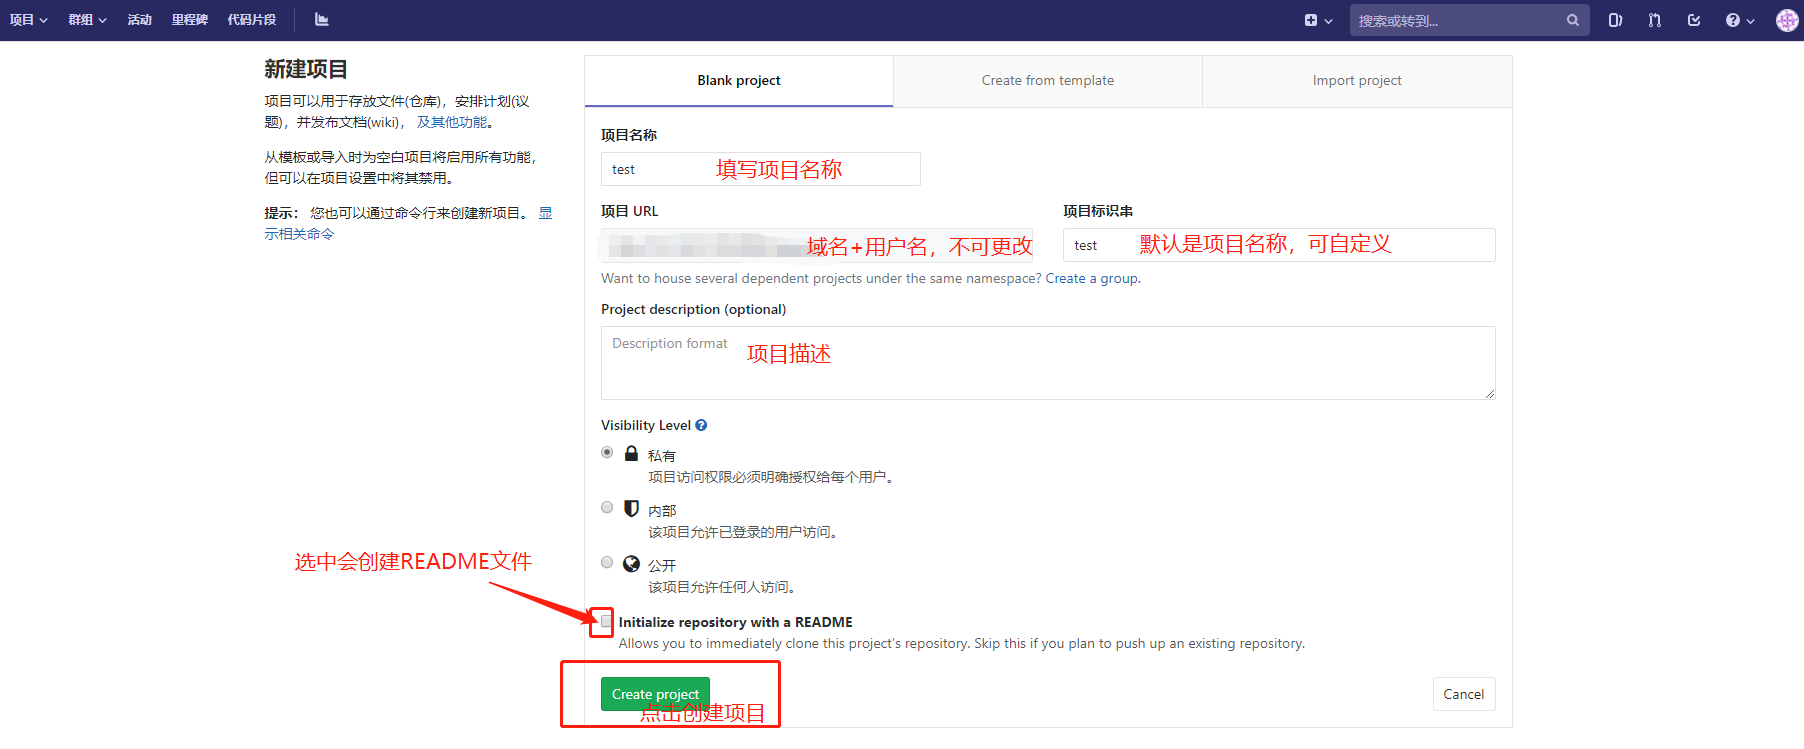 项目 群组 活动 里程碑 代码片段 搜索或转到...
新建项目
项目可以用于存放文件(仓库)，安排计划(议
题)，并发布文档(wiki)， 及其他功能。
从模板或导入时为空白项目将启用所有功能，
但可以在项目设置中将其禁用。
提示： 您也可以通过命令行来创建新项目。 显
示相关命令
Blank project Create from template Import project
项目名称
test 填写项目名称
项目 URL 项目标识串
域名+用户名，不可更改 test 默认是项目名称，可自定义
Want to house several dependent projects under the same namespace? Create a group.
Project description (optional)
Description format 项目描述
Visibility Level
私有
项目访问权限必须明确授权给每个用户。
内部
该项目允许已登录的用户访问。
公开
该项目允许任何人访问。
选中会创建README文件
Initialize repository with a README
Allows you to immediately clone this project's repository. Skip this if you plan to push up an existing repository.
Create project Cancel
点击创建项目